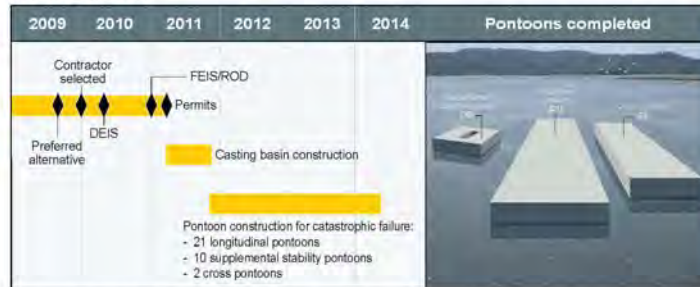 2009 2010 2011 2012 2013 2014 Pontoons completed
Contractor
selected
FEIS/ROD
Permits
Preferred
alternative
DEIS
Casting basin construction
Pontoon construction for catastrophic failure:
- 21 longitudinal pontoons
- 10 supplemental stability pontoons
- 2 cross pontoons